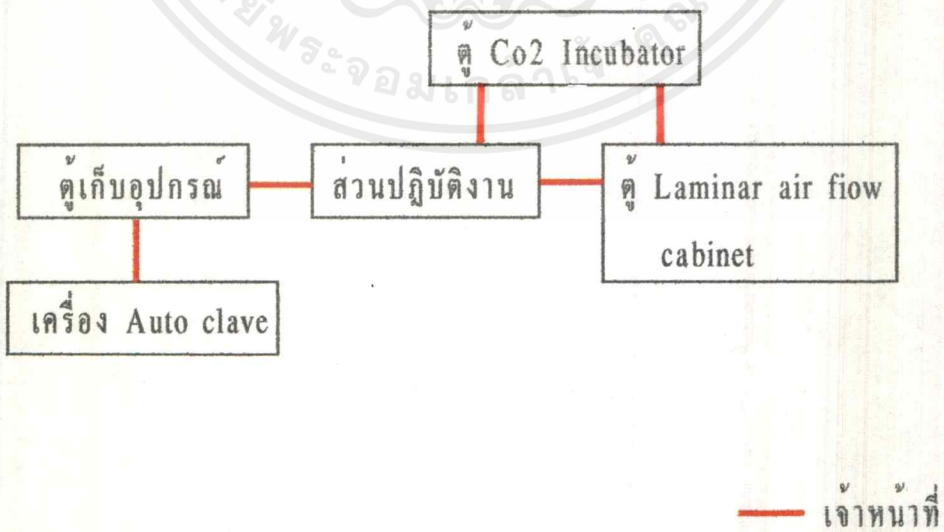 ตู้ Co2 Incubator
ตู้เก็บอุปกรณ์
ส่วนปฎิบัติงาน
ตู้ Laminar air fiow
cabinet
เครื่อง Auto clave
เจ้าหน้าที่